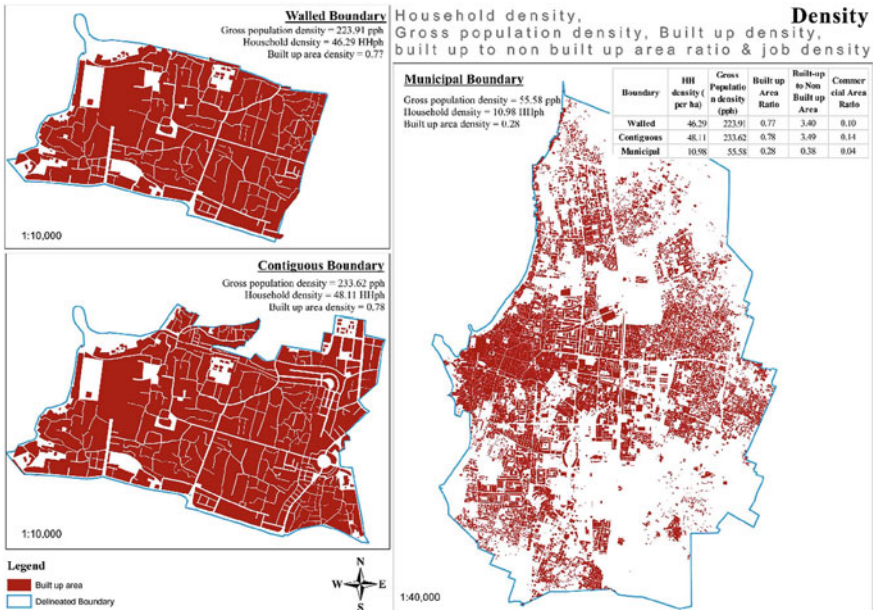 Walled Boundary
Gross population density = 223.91 pph
Household density = 46.29 HHph
Built up area density = 0.77
1:10,000
Contiguous Boundary
Gross population density = 233.62 pph
Household density = 48.11 HHph
Built up area density = 0.78
1:10,000
Legend
Built up area
Delineated Boundary
N
W E
S
Household density,
Gross population density, Built up density,
built up to non built up area ratio & job density
Density
Municipal Boundary
Gross population density = 55.58 pph
Household density = 10.98 HHph
Built up area density = 0.28
Boundary HH density ( per ha) Gross Populatio n density (pph) Built up Area Ratio Built-up to Non Built up Area Commer cial Area Ratio
Walled 46.29 223.91 0.77 3.40 0.10
Contiguous 48.11 233.62 0.78 3.49 0.14
Municipal 10.98 55.58 0.28 0.38 0.04
1:40,000